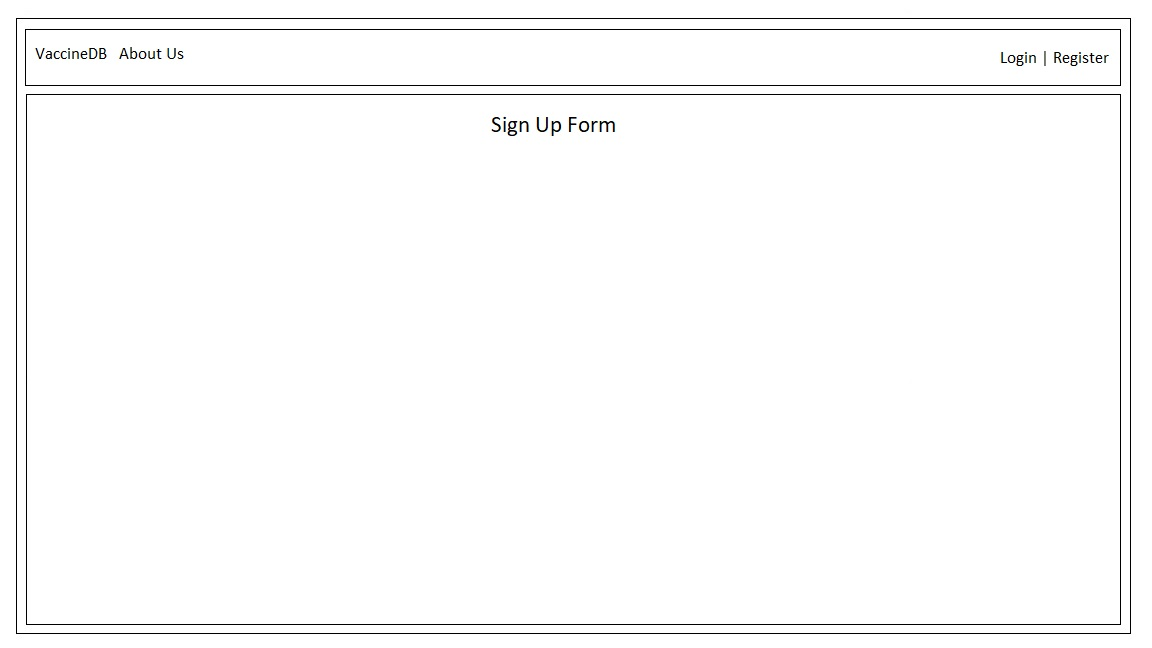 VaccineDB About Us
Login | Register
Sign Up Form